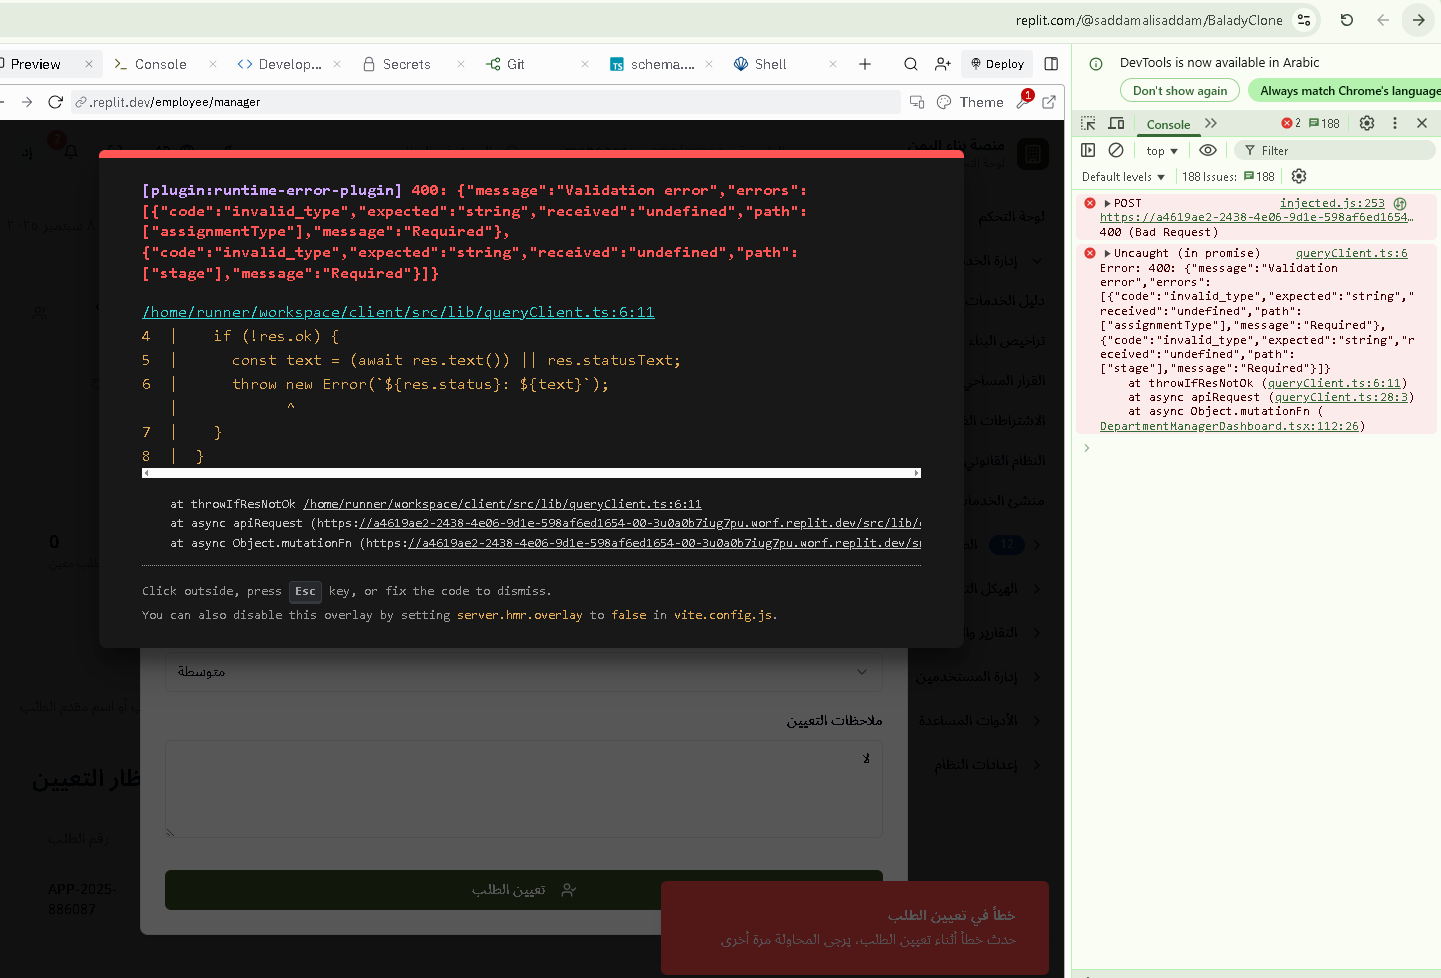 replit.com/@saddamalisaddam/BaladyClone
Preview
Console
Develop...
Secrets
Git
schema....
Shell
Deploy
.replit.dev/employee/manager
Theme
1
[plugin:runtime-error-plugin] 400: {"message":"Validation error","errors":
[{"code":"invalid_type","expected":"string","received":"undefined","path":
["assignmentType"],"message":"Required"},
{"code":"invalid_type","expected":"string","received":"undefined","path":
["stage"],"message":"Required"}]}
/home/runner/workspace/client/src/lib/queryClient.ts:6:11
4 | if (!res.ok) {
5 | const text = (await res.text()) || res.statusText;
6 | throw new Error(`${res.status}: ${text}`);
| ^
7 | }
8 | }
at throwIfResNotOk /home/runner/workspace/client/src/lib/queryClient.ts:6:11
at async apiRequest (https://a4619ae2-2438-4e06-9d1e-598af6ed1654-00-3u0a0b7iug7pu.worf.replit.dev/src/lib/
at async Object.mutationFn (https://a4619ae2-2438-4e06-9d1e-598af6ed1654-00-3u0a0b7iug7pu.worf.replit.dev/s
Click outside, press Esc key, or fix the code to dismiss.
You can also disable this overlay by setting server.hmr.overlay to false in vite.config.js.
منصة بناء اليمن
٨ سبتمبر ٢٠٢٥
لوحة التحكم
إدارة الخد
دليل الخدمات
تراخيص البناء
القرار المساحي
الاشتراطات ال
النظام القانوني
منشئ الخدمات
12
الهيكل الت
التقارير وال
إدارة المستخدمين
الأدوات المساعدة
إعدادات النظام
0
أو اسم مقدم الطلب
ظار التعيين
رقم الطلب
APP-2025-
886087
متوسطة
ملاحظات التعيين
لا
تعيين الطلب
خطأ في تعيين الطلب
حدث خطأ أثناء تعيين الطلب، يرجى المحاولة مرة أخرى
DevTools is now available in Arabic
Don't show again
Always match Chrome's language
Console
2
188
top
Filter
Default levels
188 Issues:
188
POST injected.js:253
https://a4619ae2-2438-4e06-9d1e-598af6ed1654…
400 (Bad Request)
Uncaught (in promise) queryClient.ts:6
Error: 400: {"message":"Validation
error","errors":
[{"code":"invalid_type","expected":"string","
received":"undefined","path":
["assignmentType"],"message":"Required"},
{"code":"invalid_type","expected":"string","r
eceived":"undefined","path":
["stage"],"message":"Required"}]}
at throwIfResNotOk (queryClient.ts:6:11)
at async apiRequest (queryClient.ts:28:3)
at async Object.mutationFn (
DepartmentManagerDashboard.tsx:112:26)